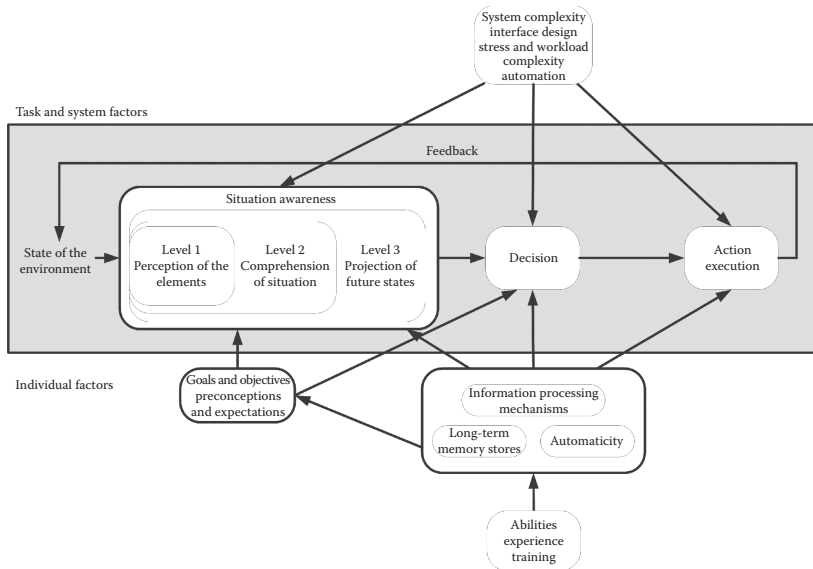 System complexity
interface design
stress and workload
complexity
automation
Task and system factors
Feedback
Situation awareness
State of the
environment
Level 1
Perception of the
elements
Level 2
Comprehension
of situation
Level 3
Projection of
future states
Decision
Action
execution
Individual factors
Goals and objectives
preconceptions
and expectations
Information processing
mechanisms
Long-term
memory stores
Automaticity
Abilities
experience
training